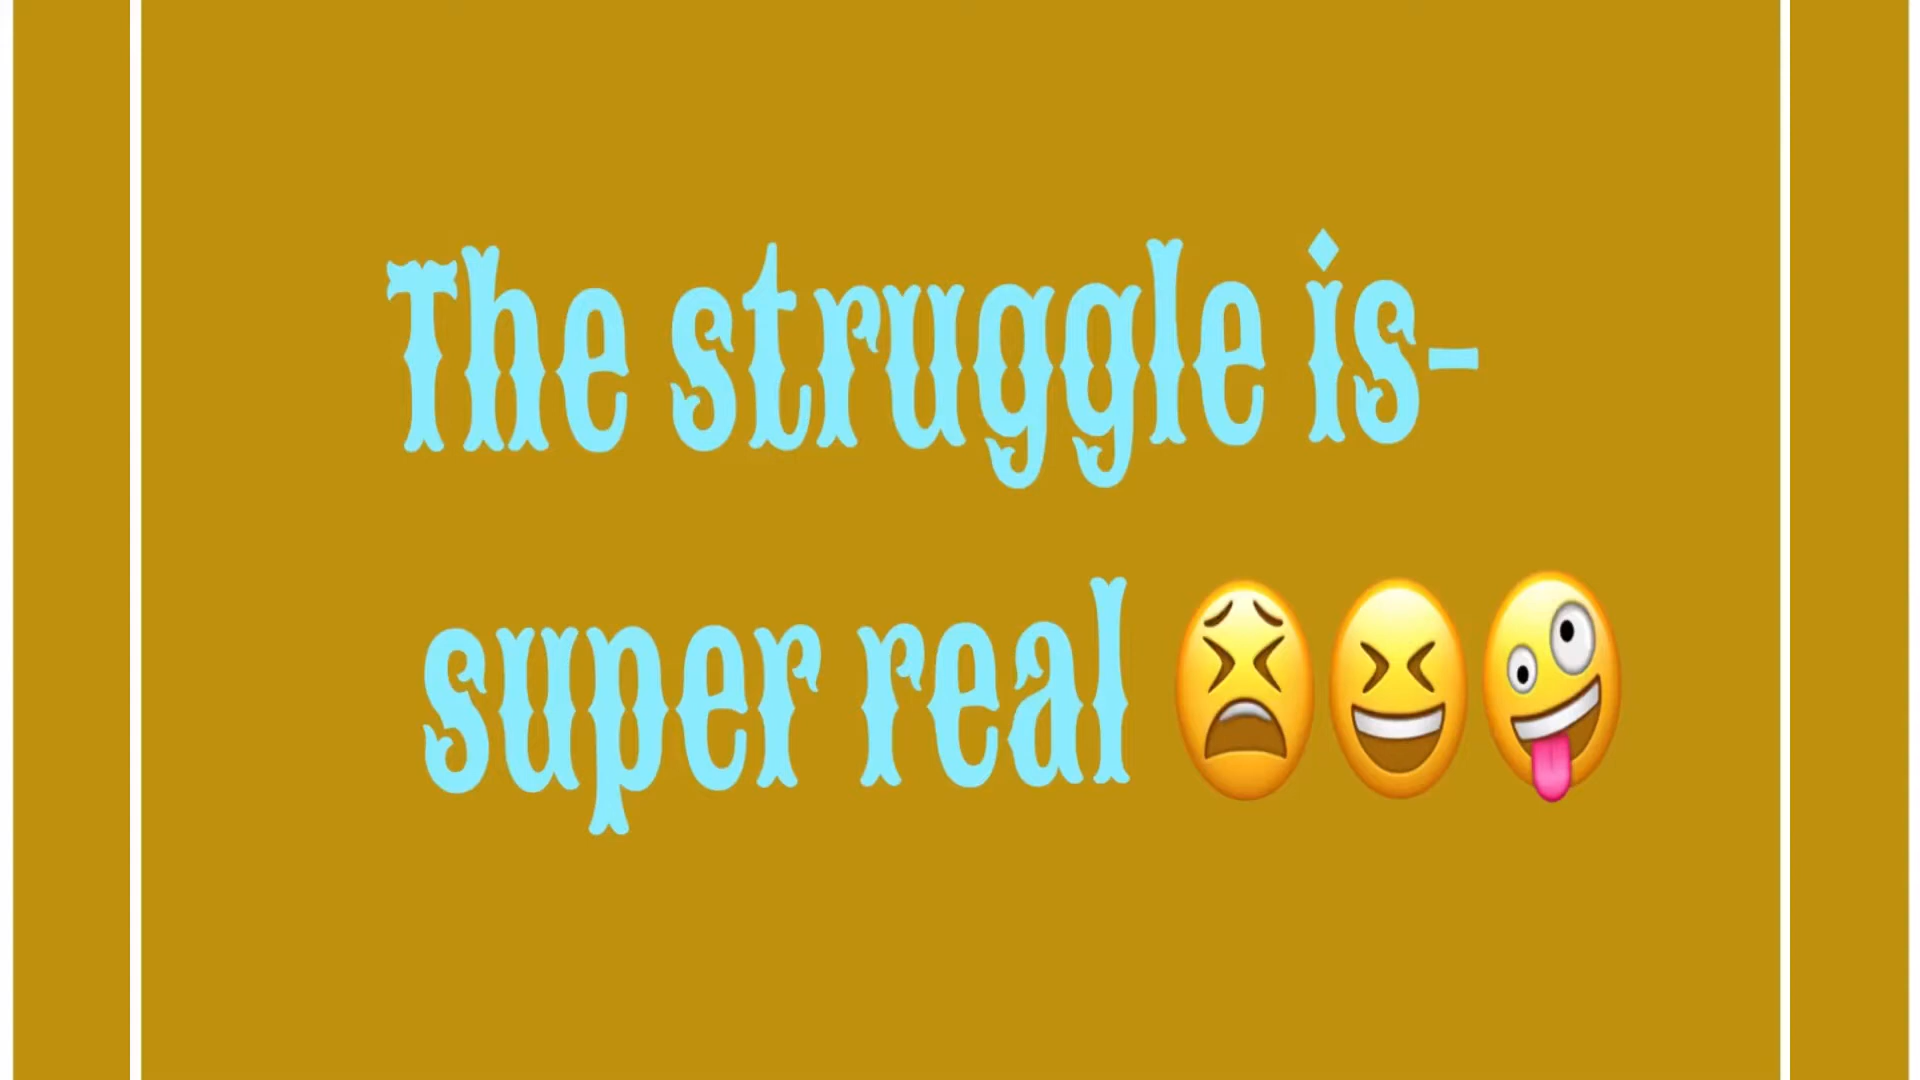 The struggle is-
super real 😫😆🤪